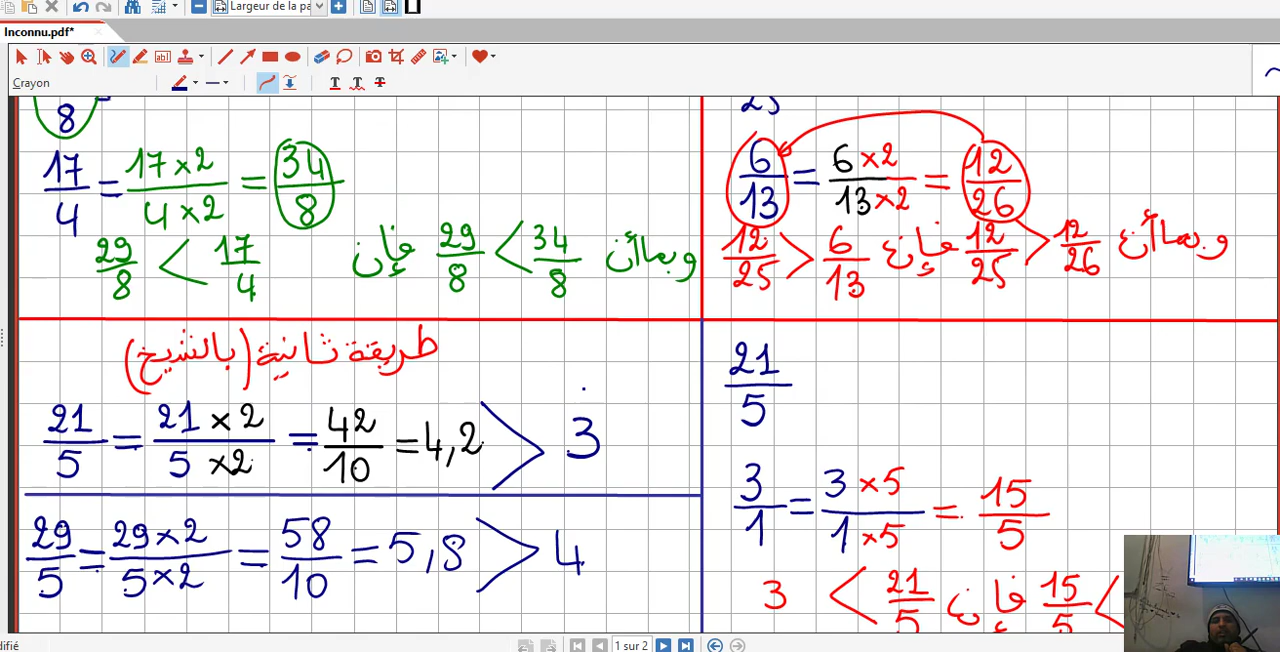 Largeur de la pa
Inconnu.pdf*
Crayon
8
17/4 = 17×2/4×2 = 34/8
وبما أن 34/8 > 29/8 فإن 17/4 > 29/8
25
6/13 = 6×2/13×2 = 12/26
وبما أن 12/26 < 12/25 فإن 6/13 < 12/25
طريقة ثانية (بالنتيج)
21/5 = 21×2/5×2 = 42/10 = 4,2 > 3
29/5 = 29×2/5×2 = 58/10 = 5,8 > 4
21/5
3/1 = 3×5/1×5 = 15/5
< 15/5 فإن 21/5 > 3
1 sur 2
difié